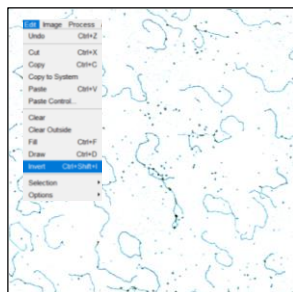 Edit Image Process
Undo Ctrl+Z
Cut Ctrl+X
Copy Ctrl+C
Copy to System
Paste Ctrl+V
Paste Control...
Clear
Clear Outside
Fill Ctrl+F
Draw Ctrl+D
Invert Ctrl+Shift+I
Selection
Options